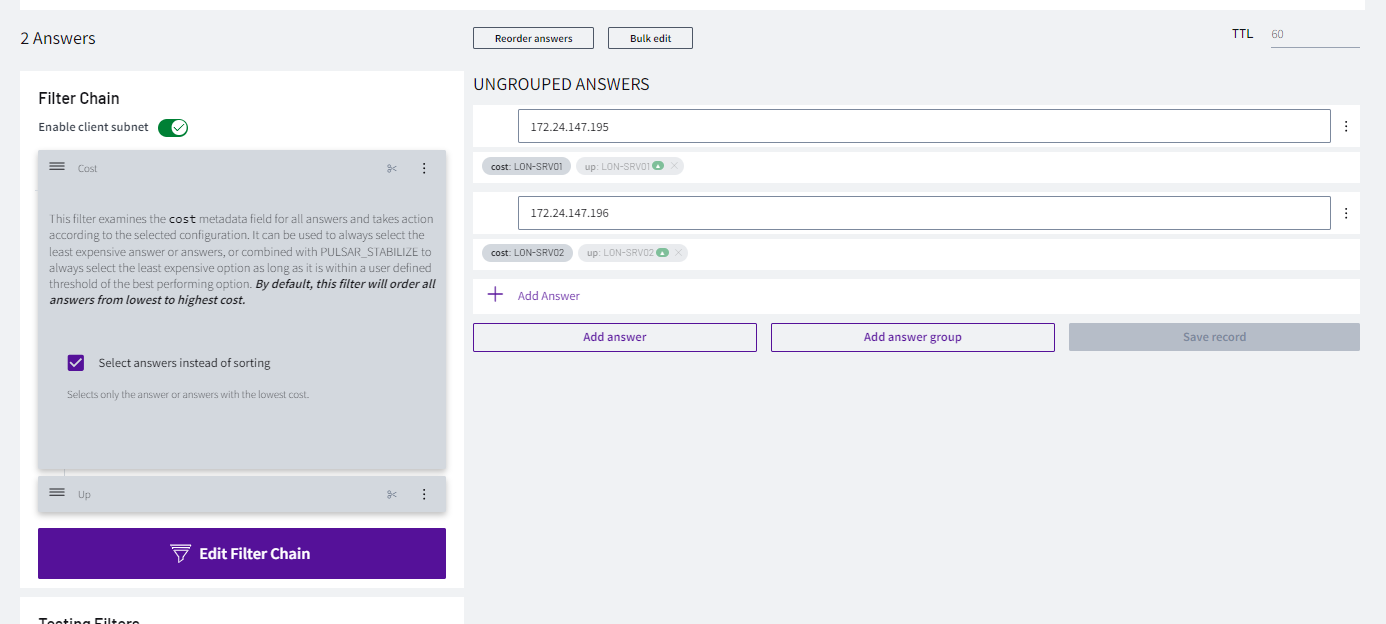 2 Answers
Reorder answers
Bulk edit
TTL
60
Filter Chain
Enable client subnet
Cost
This filter examines the cost metadata field for all answers and takes action
according to the selected configuration. It can be used to always select the
least expensive answer or answers, or combined with PULSAR_STABILIZE to
always select the least expensive option as long as it is within a user defined
threshold of the best performing option. By default, this filter will order all
answers from lowest to highest cost.
Select answers instead of sorting
Selects only the answer or answers with the lowest cost.
Up
Edit Filter Chain
Testing Filters
UNGROUPED ANSWERS
172.24.147.195
cost: LON-SRV01
up: LON-SRV01
172.24.147.196
cost: LON-SRV02
up: LON-SRV02
Add Answer
Add answer
Add answer group
Save record